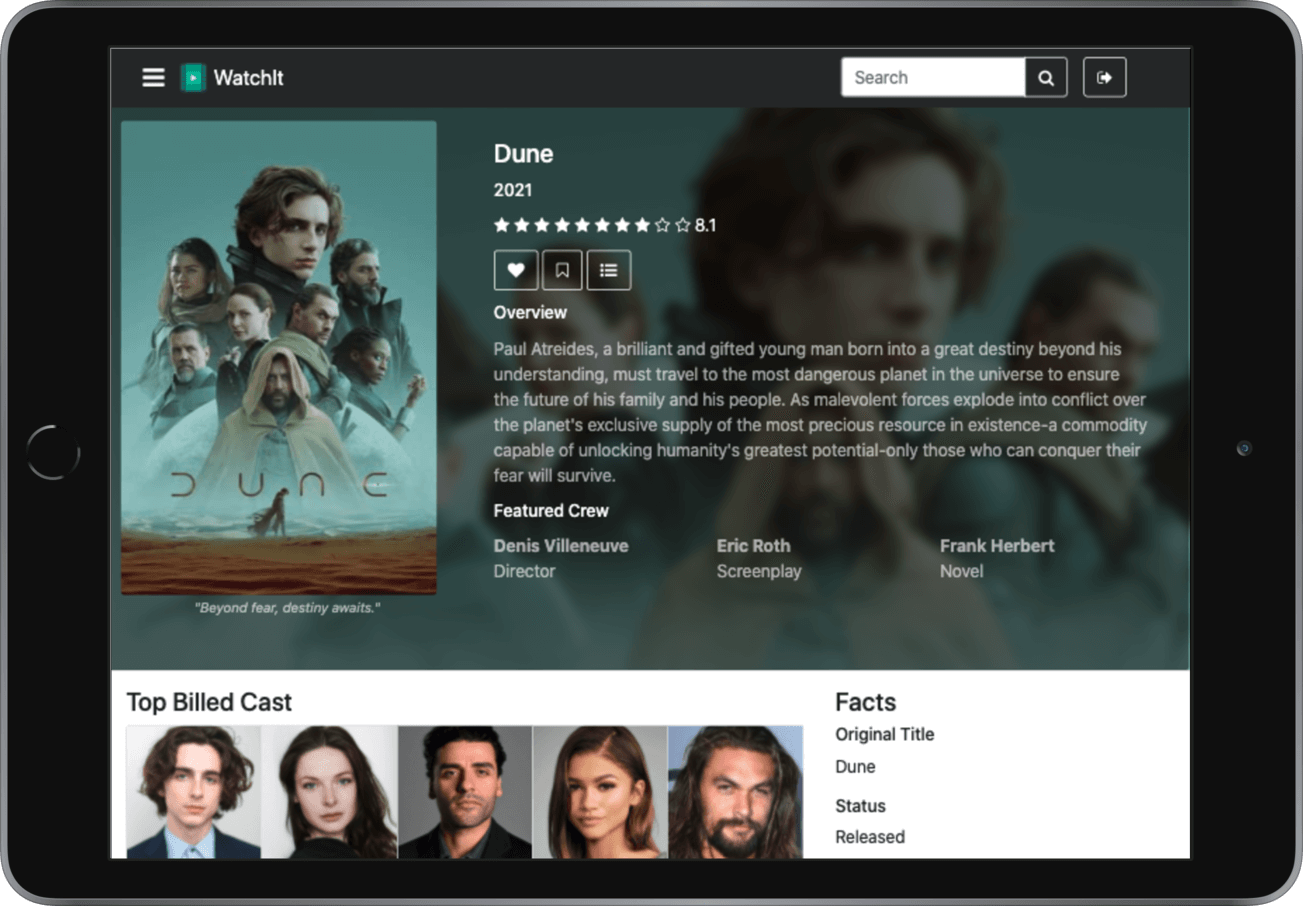 WatchIt
Search
Dune
2021
8.1
Overview
Paul Atreides, a brilliant and gifted young man born into a great destiny beyond his
understanding, must travel to the most dangerous planet in the universe to ensure
the future of his family and his people. As malevolent forces explode into conflict over
the planet's exclusive supply of the most precious resource in existence-a commodity
capable of unlocking humanity's greatest potential-only those who can conquer their
fear will survive.
Featured Crew
Denis Villeneuve
Director
Eric Roth
Screenplay
Frank Herbert
Novel
DUNE
"Beyond fear, destiny awaits."
Top Billed Cast
Facts
Original Title
Dune
Status
Released